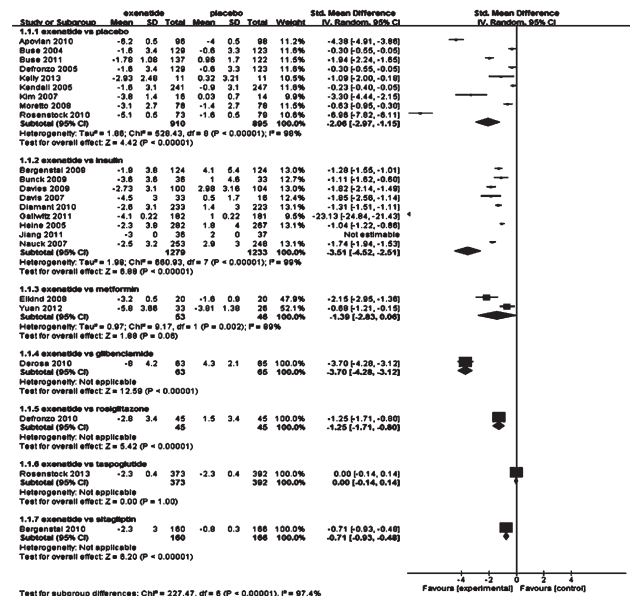 exenatide placebo Std. Mean Difference Std. Mean Difference
Study or Subgroup Mean SD Total Mean SD Total Weight IV, Random, 95% CI IV, Random, 95% CI
1.1.1 exenatide vs placebo
Apovian 2010 -6.2 0.5 96 -4 0.5 98 11.2% -4.38 [-4.91, -3.86]
Buse 2004 -1.6 3.4 129 -0.6 3.3 123 11.3% -0.30 [-0.55, -0.05]
Buse 2011 -1.78 1.08 137 0.96 1.7 122 11.3% -1.94 [-2.24, -1.65]
Defronzo 2005 -1.6 3.4 129 -0.6 3.3 123 11.3% -0.30 [-0.55, -0.05]
Kelly 2013 -2.93 2.48 11 0.32 3.21 11 11.0% -1.09 [-2.00, -0.18]
Kendall 2005 -1.6 3.1 241 -0.9 3.1 247 11.3% -0.23 [-0.40, -0.05]
Kim 2007 -3.8 1.4 16 0.03 0.7 14 10.7% -3.30 [-4.44, -2.15]
Moretto 2008 -3.1 2.7 78 -1.4 2.7 78 11.3% -0.63 [-0.95, -0.30]
Rosenstock 2010 -5.1 0.5 73 -1.6 0.5 79 10.7% -6.96 [-7.82, -6.11]
Subtotal (95% CI) 910 895 100.0% -2.06 [-2.97, -1.15]
Heterogeneity: Tau² = 1.86; Chi² = 528.43, df = 8 (P < 0.00001); I² = 98%
Test for overall effect: Z = 4.42 (P < 0.00001)
1.1.2 exenatide vs insulin
Bergenstal 2009 -1.9 3.8 124 4.1 5.4 124 13.0% -1.28 [-1.55, -1.01]
Bunck 2009 -3.6 3.6 36 1 4.6 33 12.7% -1.11 [-1.62, -0.60]
Davies 2009 -2.73 3.1 100 2.98 3.16 104 12.9% -1.82 [-2.14, -1.49]
Davis 2007 -4.5 3 33 0.5 1.7 16 -1.85 [-2.56, -1.14]
Diamant 2010 -2.6 3.1 233 1.4 3 223 13.1% -1.31 [-1.51, -1.11]
Gallwitz 2011 -4.1 0.22 182 1 0.22 181 -23.13 [-24.84, -21.43]
Heine 2005 -2.3 3.8 282 1.8 4 267 13.1% -1.04 [-1.22, -0.86]
Jiang 2011 -3 0 36 2 0 37 Not estimable
Nauck 2007 -2.5 3.2 253 2.9 3 248 13.1% -1.74 [-1.94, -1.53]
Subtotal (95% CI) 1279 1233 100.0% -3.51 [-4.52, -2.51]
Heterogeneity: Tau² = 1.98; Chi² = 660.93, df = 7 (P < 0.00001); I² = 99%
Test for overall effect: Z = 6.88 (P < 0.00001)
1.1.3 exenatide vs metformin
Elkind 2008 -3.2 0.5 20 -1.6 0.9 20 47.9% -2.15 [-2.95, -1.36]
Yuan 2012 -5.8 3.66 33 -3.81 1.38 26 52.1% -0.68 [-1.21, -0.15]
Subtotal (95% CI) 53 46 100.0% -1.39 [-2.83, 0.06]
Heterogeneity: Tau² = 0.97; Chi² = 9.17, df = 1 (P = 0.002); I² = 89%
Test for overall effect: Z = 1.88 (P = 0.06)
1.1.4 exenatide vs glibenclamide
Derosa 2010 -8 4.2 63 4.3 2.1 65 100.0% -3.70 [-4.28, -3.12]
Subtotal (95% CI) 63 65 100.0% -3.70 [-4.28, -3.12]
Heterogeneity: Not applicable
Test for overall effect: Z = 12.59 (P < 0.00001)
1.1.5 exenatide vs rosiglitazone
Defronzo 2010 -2.8 3.4 45 1.5 3.4 45 100.0% -1.25 [-1.71, -0.80]
Subtotal (95% CI) 45 45 100.0% -1.25 [-1.71, -0.80]
Heterogeneity: Not applicable
Test for overall effect: Z = 5.42 (P < 0.00001)
1.1.6 exenatide vs taspoglutide
Rosenstock 2013 -2.3 0.4 373 -2.3 0.4 392 100.0% 0.00 [-0.14, 0.14]
Subtotal (95% CI) 373 392 100.0% 0.00 [-0.14, 0.14]
Heterogeneity: Not applicable
Test for overall effect: Z = 0.00 (P = 1.00)
1.1.7 exenatide vs sitagliptin
Bergenstal 2010 -2.3 3 160 -0.8 0.3 166 100.0% -0.71 [-0.93, -0.48]
Subtotal (95% CI) 160 166 100.0% -0.71 [-0.93, -0.48]
Heterogeneity: Not applicable
Test for overall effect: Z = 6.20 (P < 0.00001)
-4 -2 0 2 4
Favours [experimental] Favours [control]
Test for subgroup differences: Chi² = 227.47, df = 6 (P < 0.00001), I² = 97.4%